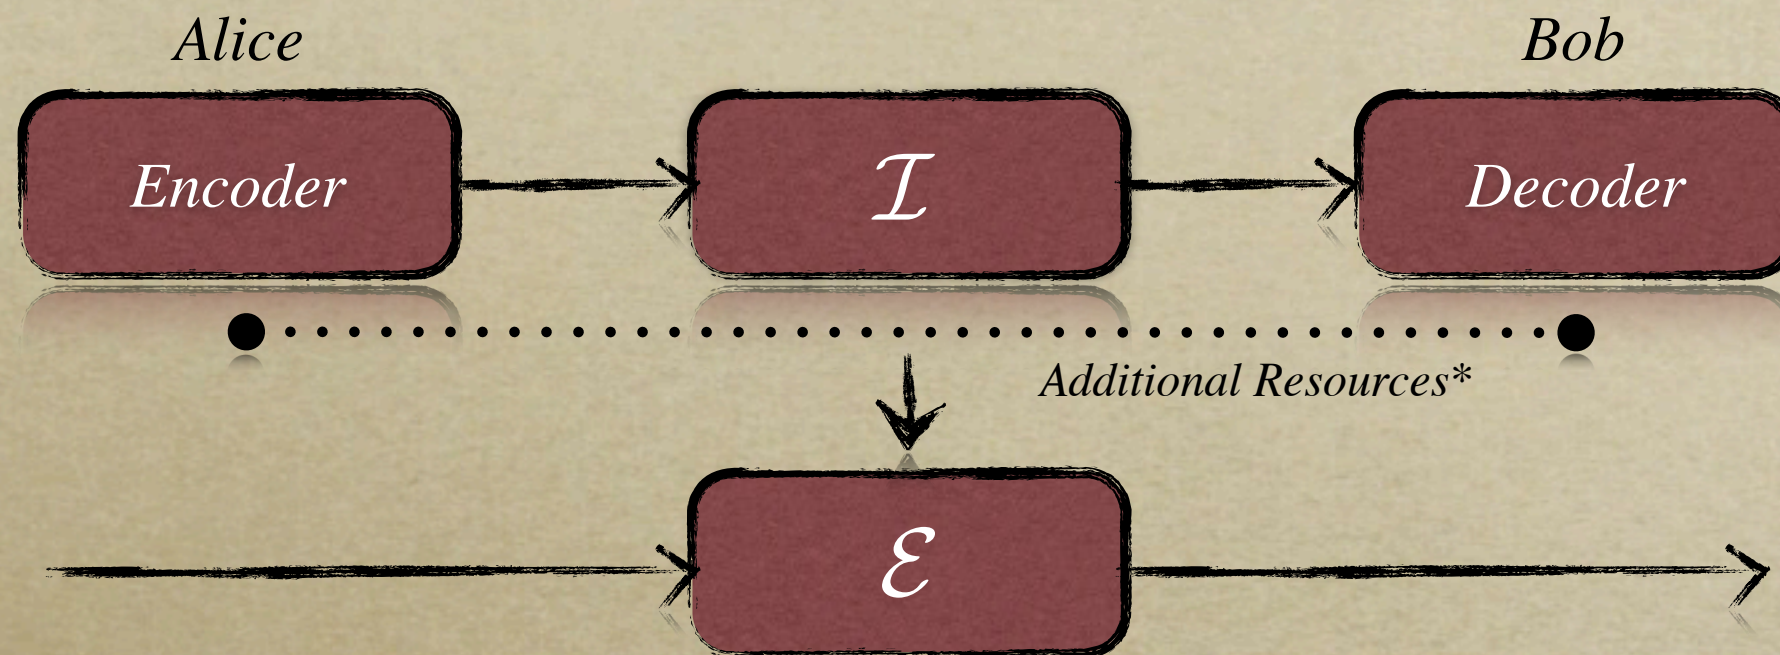 Alice
Bob
Encoder
ℐ
Decoder
Additional Resources*
ℰ